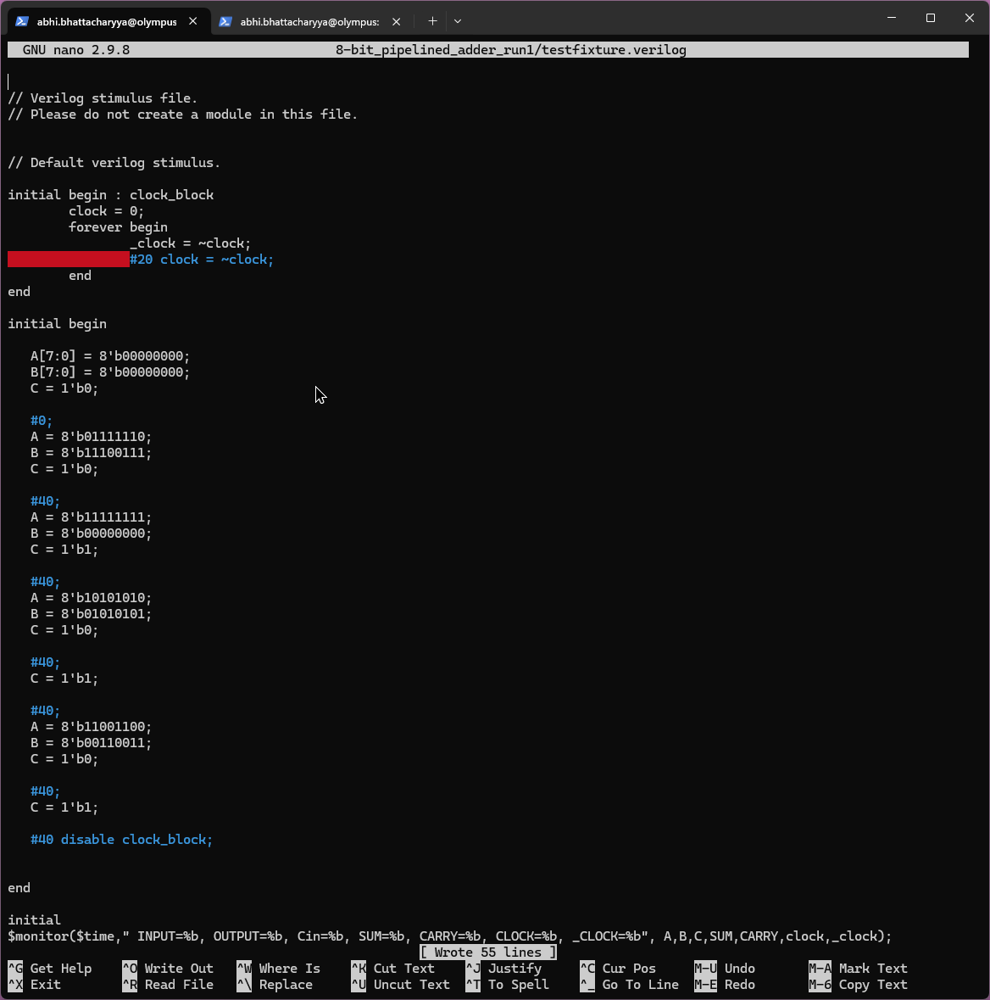 abhi.bhattacharyya@olympus
abhi.bhattacharyya@olympus:
GNU nano 2.9.8 8-bit_pipelined_adder_run1/testfixture.verilog
// Verilog stimulus file.
// Please do not create a module in this file.
// Default verilog stimulus.
initial begin : clock_block
clock = 0;
forever begin
_clock = ~clock;
#20 clock = ~clock;
end
end
initial begin
A[7:0] = 8'b00000000;
B[7:0] = 8'b00000000;
C = 1'b0;
#0;
A = 8'b01111110;
B = 8'b11100111;
C = 1'b0;
#40;
A = 8'b11111111;
B = 8'b00000000;
C = 1'b1;
#40;
A = 8'b10101010;
B = 8'b01010101;
C = 1'b0;
#40;
C = 1'b1;
#40;
A = 8'b11001100;
B = 8'b00110011;
C = 1'b0;
#40;
C = 1'b1;
#40 disable clock_block;
end
initial
$monitor($time," INPUT=%b, OUTPUT=%b, Cin=%b, SUM=%b, CARRY=%b, CLOCK=%b, _CLOCK=%b", A,B,C,SUM,CARRY,clock,_clock);
[ Wrote 55 lines ]
^G Get Help ^O Write Out ^W Where Is ^K Cut Text ^J Justify ^C Cur Pos M-U Undo M-A Mark Text
^X Exit ^R Read File ^\ Replace ^U Uncut Text ^T To Spell ^_ Go To Line M-E Redo M-6 Copy Text